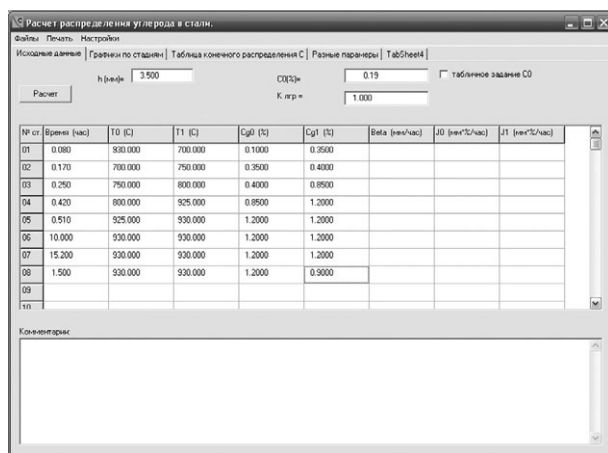 Расчет распределения углерода в стали.
Файлы Печать Настройки
Исходные данные Графики по стадиям Таблица конечного распределения С Разные парамеры TabSheet4
h (мм)= 3.500 C0(%)= 0.19 табличное задание С0
Расчет К лгр = 1.000
№ ст. Время (час) Т0 (С) Т1 (С) Cg0 (%) Cg1 (%) Beta (мм/час) J0 (мм*%/час) J1 (мм*%/час)
01 0.080 930.000 700.000 0.1000 0.3500
02 0.170 700.000 750.000 0.3500 0.4000
03 0.250 750.000 800.000 0.4000 0.8500
04 0.420 800.000 925.000 0.8500 1.2000
05 0.510 925.000 930.000 1.2000 1.2000
06 10.000 930.000 930.000 1.2000 1.2000
07 15.200 930.000 930.000 1.2000 1.2000
08 1.500 930.000 930.000 1.2000 0.9000
09
10
Комментарии: